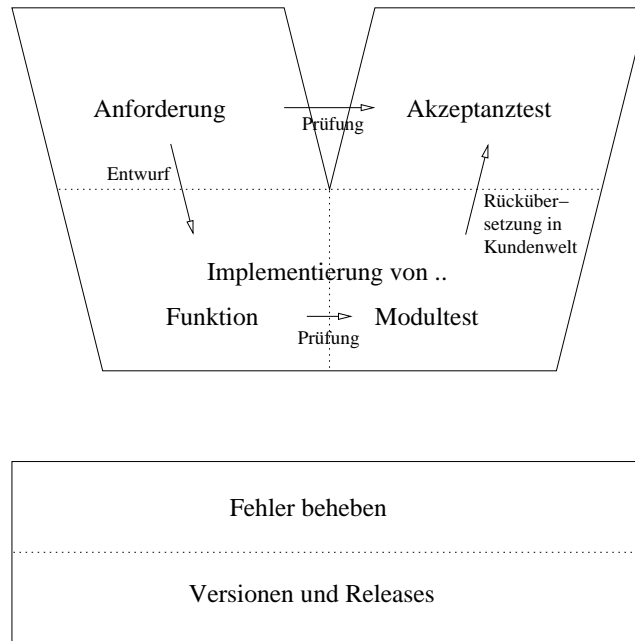 Anforderung
Akzeptanztest
Prüfung
Entwurf
Rücküber–
setzung in
Kundenwelt
Implementierung von ..
Funktion
Modultest
Prüfung
Fehler beheben
Versionen und Releases